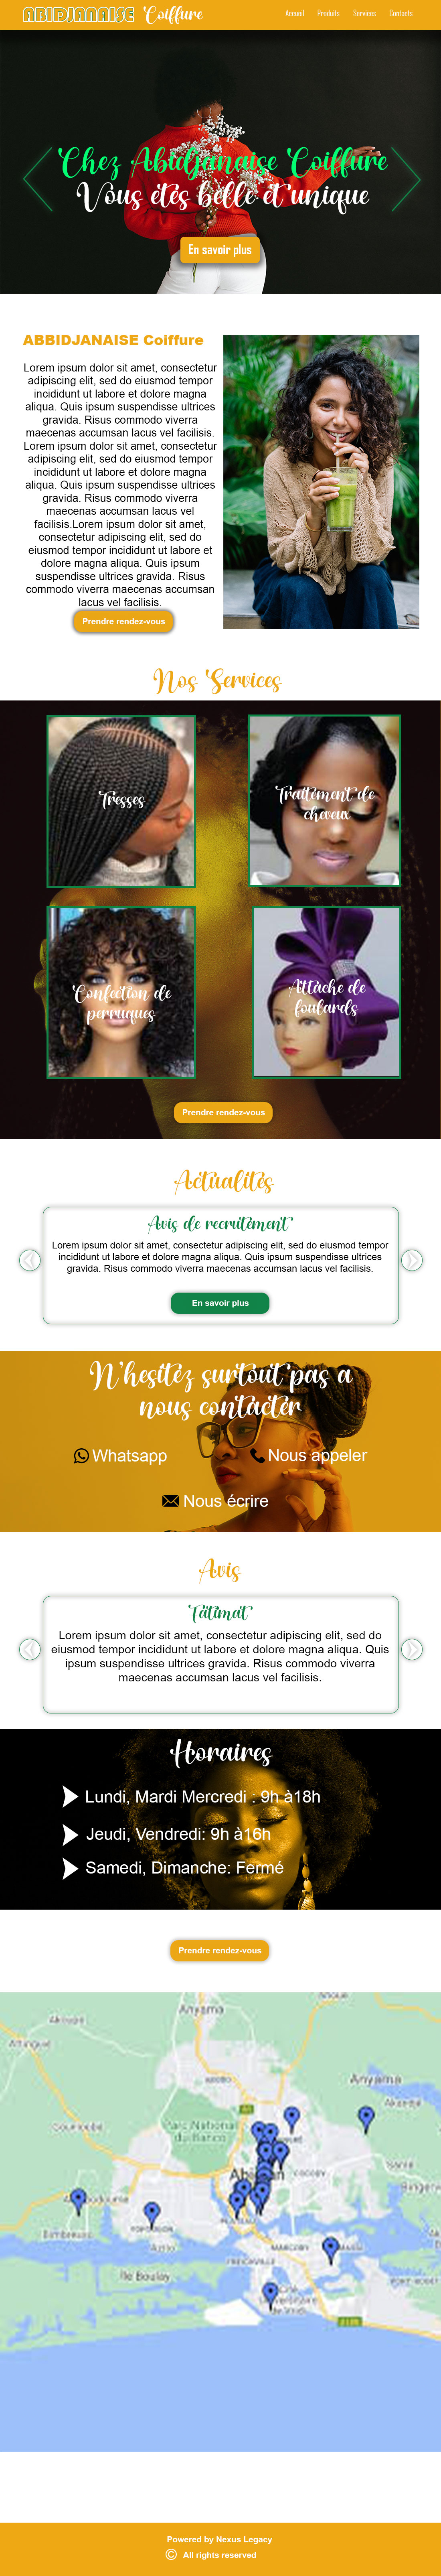 ABIDJANAISE Coiffure
Accueil Produits Services Contacts
Chez Abidjanaise Coiffure
Vous êtes belle et unique
En savoir plus
ABBIDJANAISE Coiffure
Lorem ipsum dolor sit amet, consectetur
adipiscing elit, sed do eiusmod tempor
incididunt ut labore et dolore magna
aliqua. Quis ipsum suspendisse ultrices
gravida. Risus commodo viverra
maecenas accumsan lacus vel facilisis.
Lorem ipsum dolor sit amet, consectetur
adipiscing elit, sed do eiusmod tempor
incididunt ut labore et dolore magna
aliqua. Quis ipsum suspendisse ultrices
gravida. Risus commodo viverra
maecenas accumsan lacus vel
facilisis.Lorem ipsum dolor sit amet,
consectetur adipiscing elit, sed do
eiusmod tempor incididunt ut labore et
dolore magna aliqua. Quis ipsum
suspendisse ultrices gravida. Risus
commodo viverra maecenas accumsan
lacus vel facilisis.
Prendre rendez-vous
Nos Services
Tresses
Traitement de
cheveux
Confection de
perruques
Attache de
foulards
Prendre rendez-vous
Actualités
Avis de recrutement
Lorem ipsum dolor sit amet, consectetur adipiscing elit, sed do eiusmod tempor
incididunt ut labore et dolore magna aliqua. Quis ipsum suspendisse ultrices
gravida. Risus commodo viverra maecenas accumsan lacus vel facilisis.
En savoir plus
N'hesitez surtout pas a
nous contacter
Whatsapp
Nous appeler
Nous écrire
Avis
Fatimat
Lorem ipsum dolor sit amet, consectetur adipiscing elit, sed do
eiusmod tempor incididunt ut labore et dolore magna aliqua. Quis
ipsum suspendisse ultrices gravida. Risus commodo viverra
maecenas accumsan lacus vel facilisis.
Horaires
Lundi, Mardi Mercredi : 9h à18h
Jeudi, Vendredi: 9h à16h
Samedi, Dimanche: Fermé
Prendre rendez-vous
Anyama
Anyama
Parc National
du Banco
COCODY
Île Boulay
Powered by Nexus Legacy
© All rights reserved